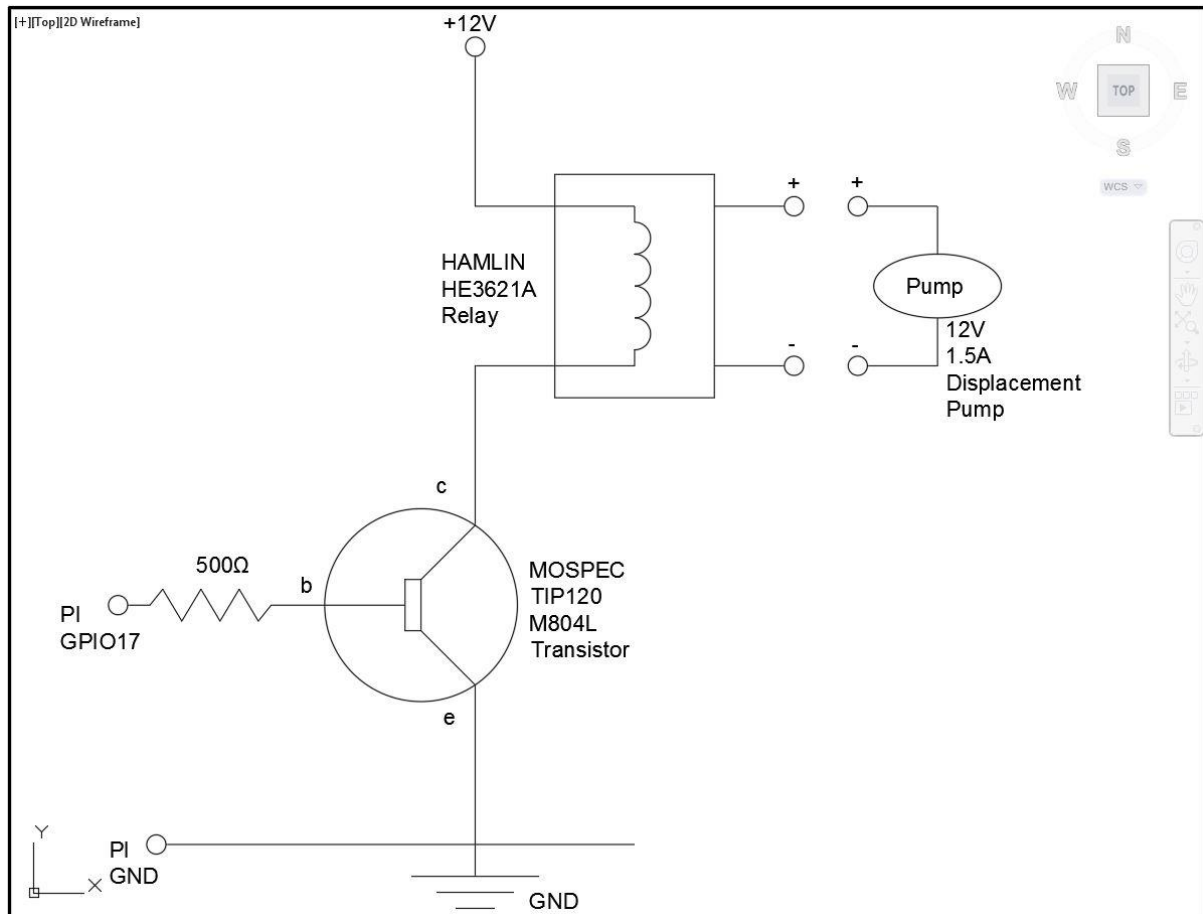 [+][Top][2D Wireframe]
+12V
N
W
TOP
E
S
WCS
+
+
HAMLIN
HE3621A
Relay
Pump
-
-
12V
1.5A
Displacement
Pump
c
500Ω
b
MOSPEC
TIP120
M804L
Transistor
PI
GPIO17
e
Y
PI
GND
X
GND